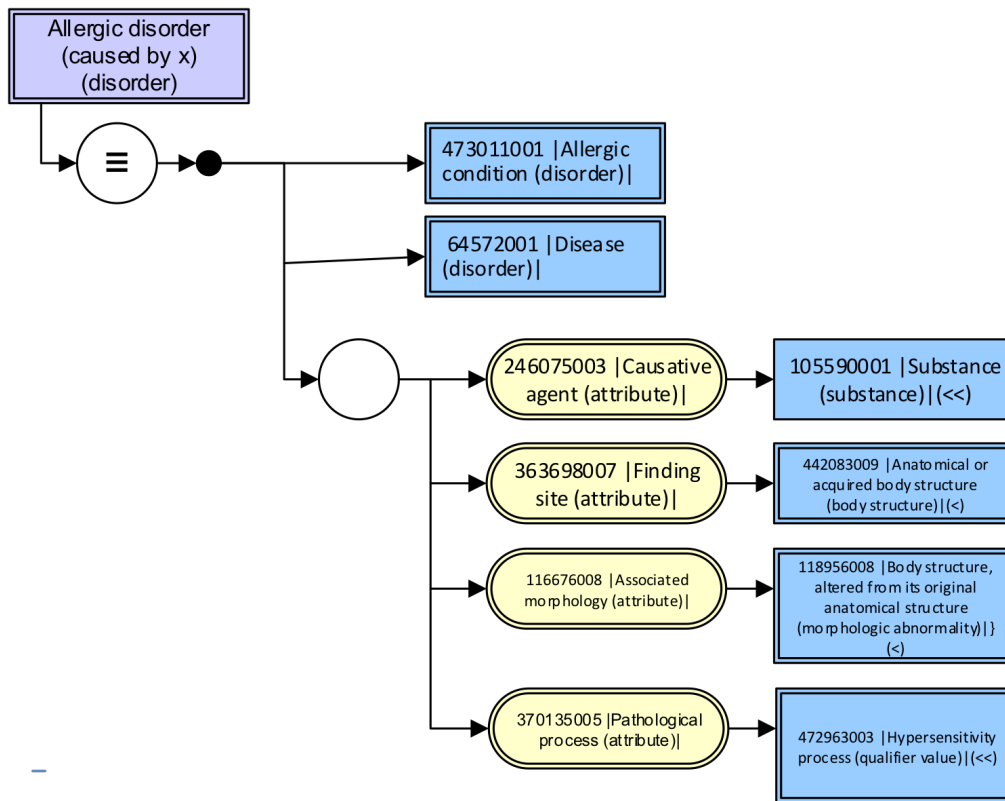 Allergic disorder
(caused by x)
(disorder)
≡
473011001 |Allergic
condition (disorder)|
64572001 |Disease
(disorder)|
246075003 |Causative
agent (attribute)|
105590001 |Substance
(substance)|(<<)
363698007 |Finding
site (attribute)|
442083009 |Anatomical or
acquired body structure
(body structure)|(<)
116676008 |Associated
morphology (attribute)|
118956008 |Body structure,
altered from its original
anatomical structure
(morphologic abnormality)|}
(<)
370135005 |Pathological
process (attribute)|
472963003 |Hypersensitivity
process (qualifier value)|(<<)